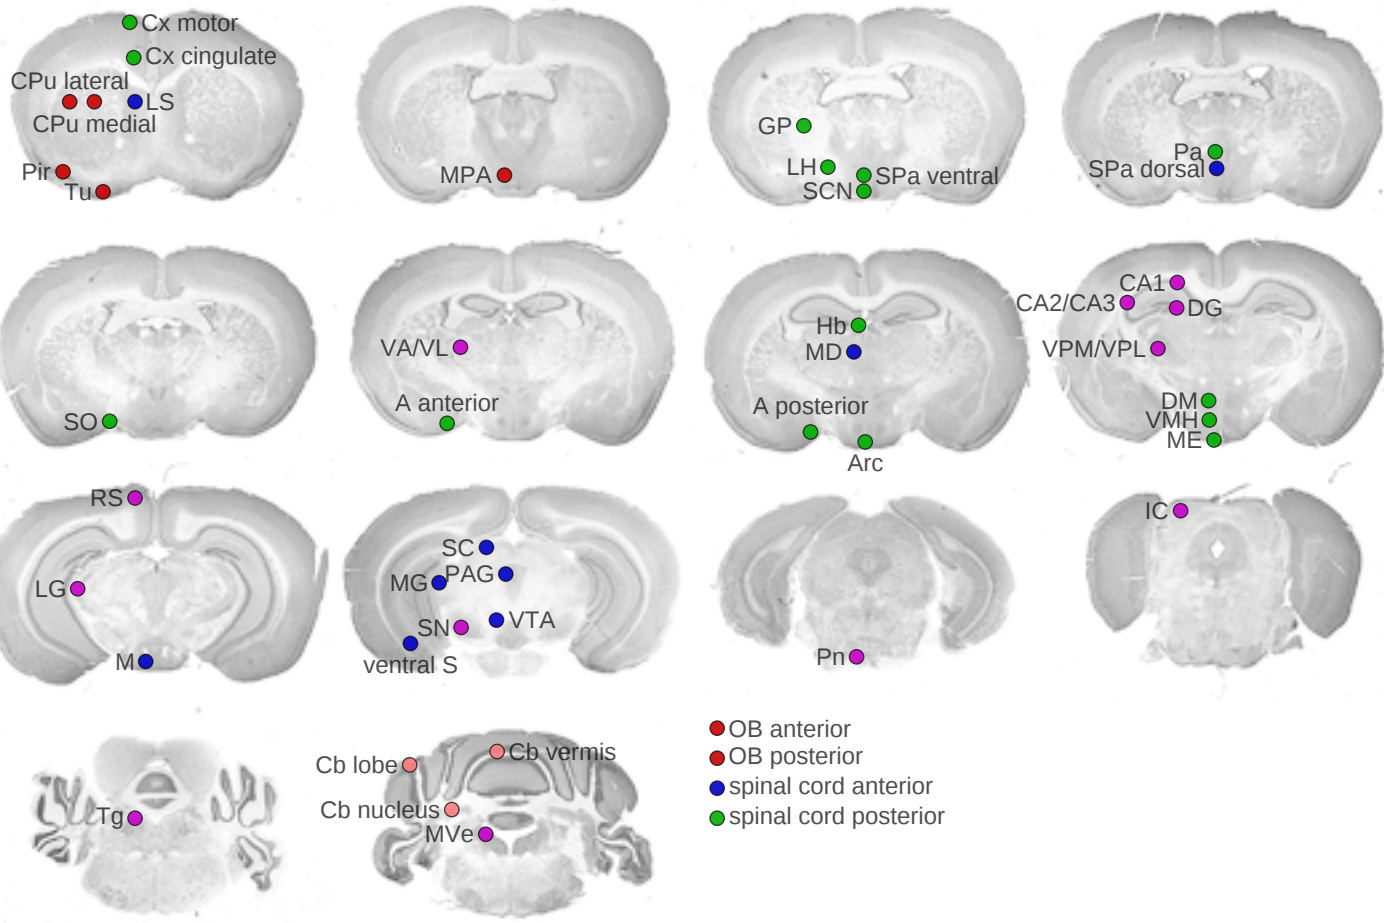 Cx motor
Cx cingulate
CPu lateral
LS
CPu medial
Pir
Tu
MPA
GP
LH
SPa ventral
SCN
Pa
SPa dorsal
SO
VA/VL
A anterior
Hb
MD
A posterior
Arc
CA1
CA2/CA3
DG
VPM/VPL
DM
VMH
ME
RS
LG
M
SC
MG
PAG
SN
VTA
ventral S
Pn
IC
Tg
Cb lobe
Cb vermis
Cb nucleus
MVe
OB anterior
OB posterior
spinal cord anterior
spinal cord posterior